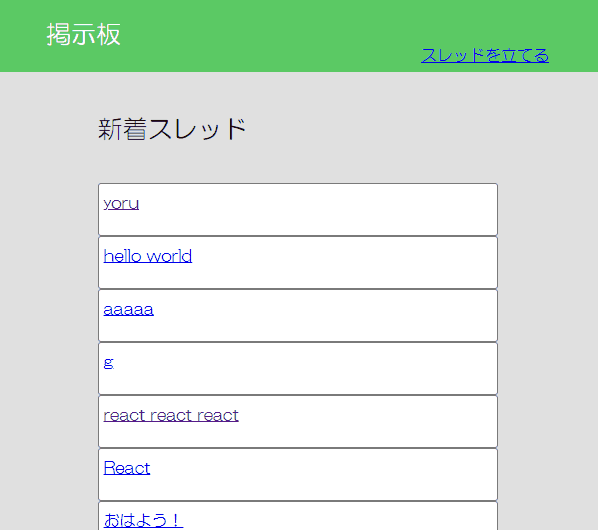 掲示板
スレッドを立てる
新着スレッド
yoru
hello world
aaaaa
g
react react react
React
おはよう！